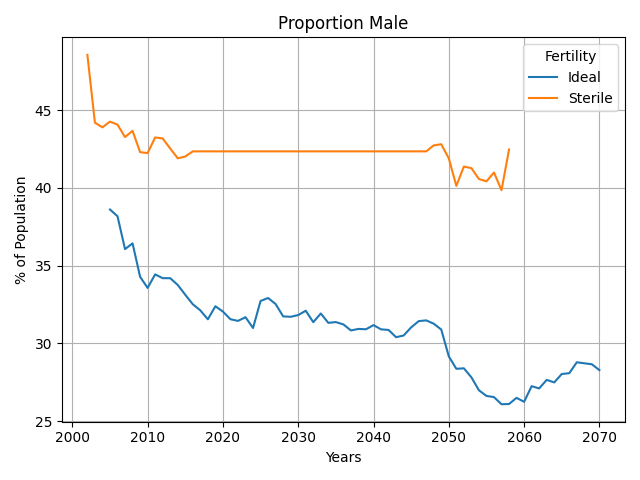 Proportion Male
Fertility
Ideal
Sterile
% of Population
45
40
35
30
25
2000 2010 2020 2030 2040 2050 2060 2070
Years